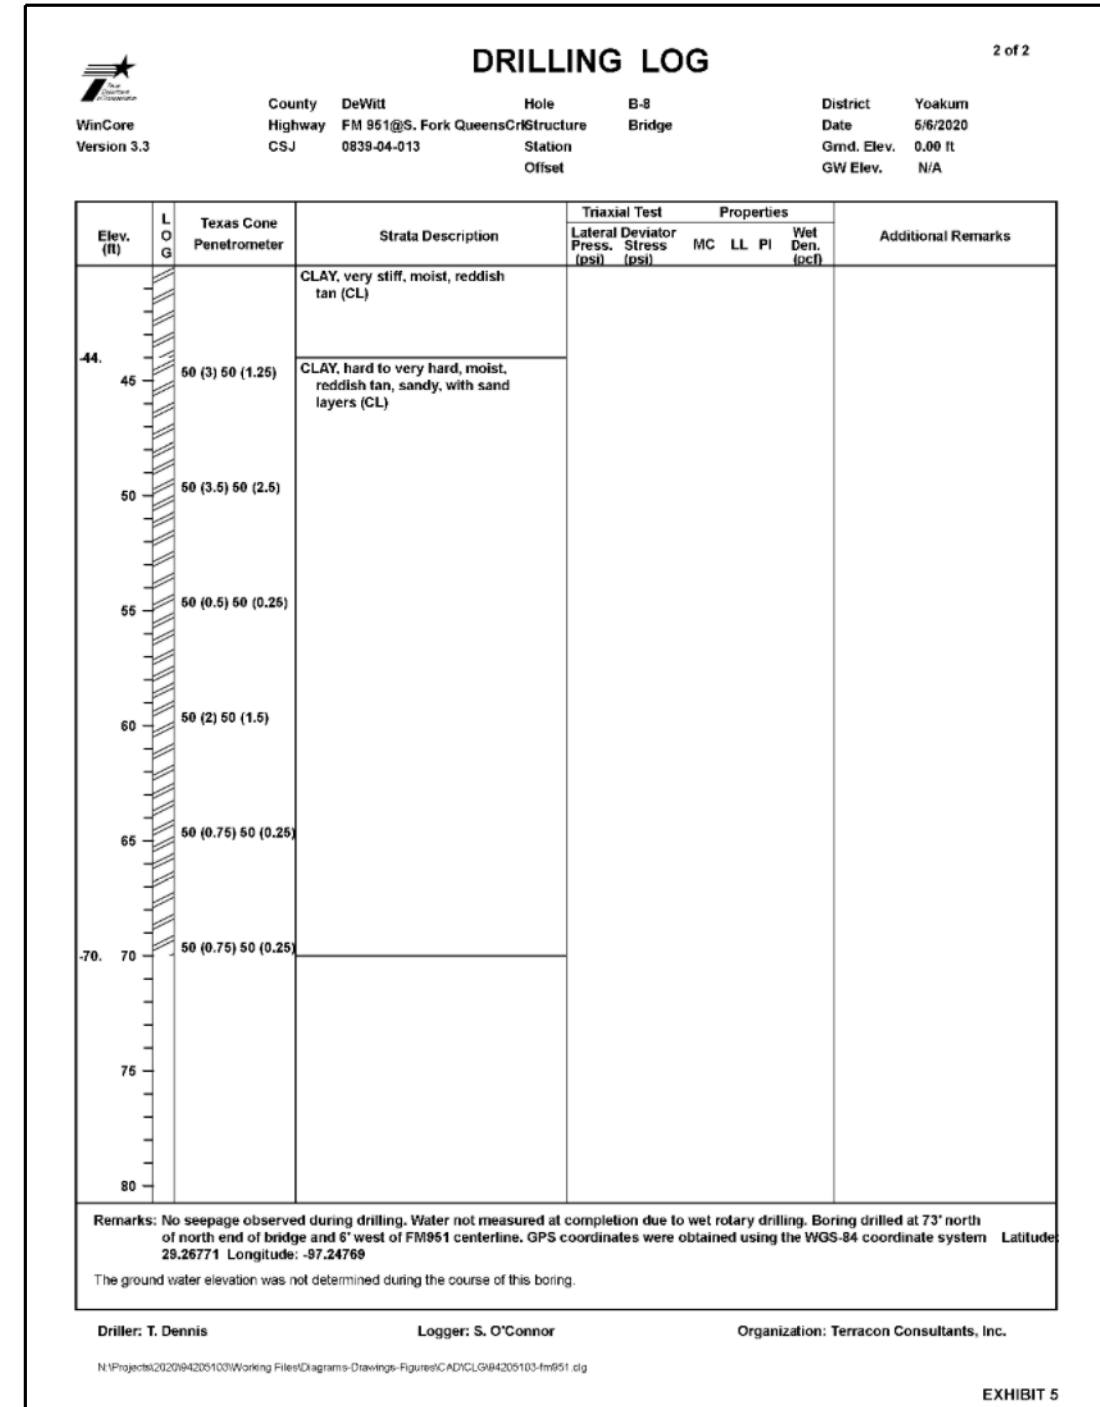 DRILLING LOG
2 of 2
County DeWitt Hole B-8 District Yoakum
WinCore Highway FM 951@S. Fork QueensCrk Structure Bridge Date 5/6/2020
Version 3.3 CSJ 0839-04-013 Station Grnd. Elev. 0.00 ft
Offset GW Elev. N/A
Elev. (ft)
LOG
Texas Cone Penetrometer
Strata Description
Triaxial Test
Lateral Press. (psi)
Deviator Stress (psi)
Properties
MC LL PI
Wet Den. (pcf)
Additional Remarks
CLAY, very stiff, moist, reddish
tan (CL)
-44.
45
50 (3) 50 (1.25)
CLAY, hard to very hard, moist,
reddish tan, sandy, with sand
layers (CL)
50
50 (3.5) 50 (2.5)
55
50 (0.5) 50 (0.25)
60
50 (2) 50 (1.5)
65
50 (0.75) 50 (0.25)
-70. 70
50 (0.75) 50 (0.25)
75
80
Remarks: No seepage observed during drilling. Water not measured at completion due to wet rotary drilling. Boring drilled at 73' north
of north end of bridge and 6' west of FM951 centerline. GPS coordinates were obtained using the WGS-84 coordinate system Latitude:
29.26771 Longitude: -97.24769
The ground water elevation was not determined during the course of this boring.
Driller: T. Dennis Logger: S. O'Connor Organization: Terracon Consultants, Inc.
N:\Projects\2020\94205103\Working Files\Diagrams-Drawings-Figures\CAD\CLG\94205103-fm951.clg
EXHIBIT 5